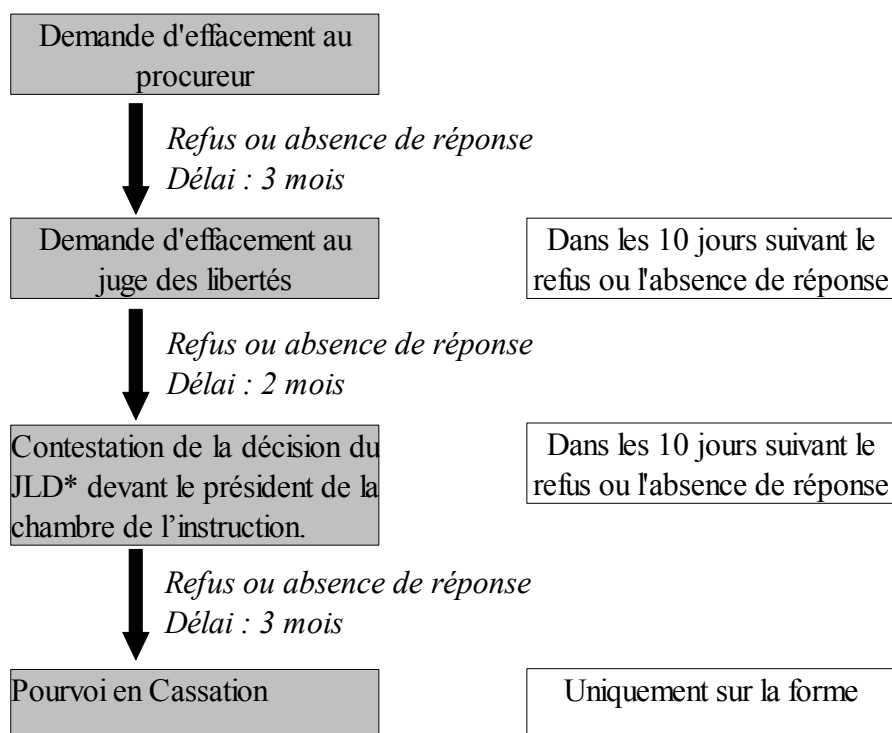 Demande d'effacement au
procureur
Refus ou absence de réponse
Délai : 3 mois
Demande d'effacement au
juge des libertés
Dans les 10 jours suivant le
refus ou l'absence de réponse
Refus ou absence de réponse
Délai : 2 mois
Contestation de la décision du
JLD* devant le président de la
chambre de l’instruction.
Dans les 10 jours suivant le
refus ou l'absence de réponse
Refus ou absence de réponse
Délai : 3 mois
Pourvoi en Cassation
Uniquement sur la forme